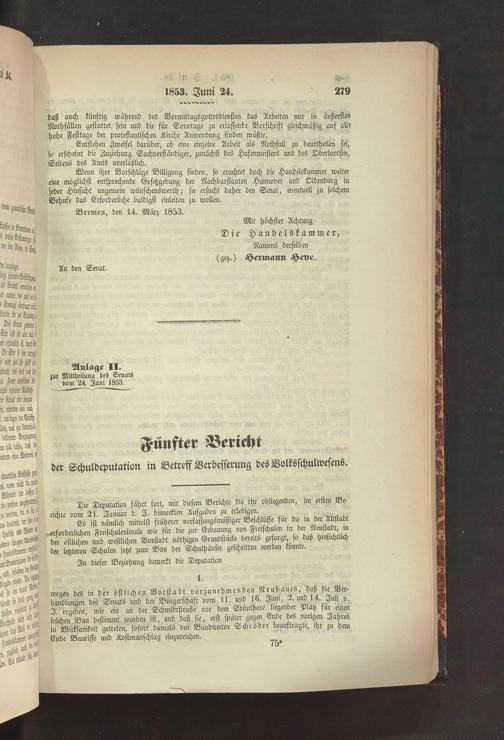 1853. Juni 24. 279
daß auch künftig während des Vormittagsgottesdienstes das Arbeiten nur in äußersten
Nothfällen gestattet sein und die für Sonntage zu erlassende Vorschrift gleichmäßig auf alle
hohe Festtage der protestantischen Kirche Anwendung finden müßte.
Entstehen Zweifel darüber, ob eine einzelne Arbeit als Nothfall zu beurtheilen sei,
so erscheint die Zuziehung Sachverständiger, zunächst des Hafenmeisters und des Oberlootsen,
Seitens des Amts unerläßlich.
Wenn ihre Vorschläge Billigung finden, so erachtet doch die Handelskammer weiter
eine möglichst entsprechende Gesetzgebung der Nachbarstaaten Hannover und Oldenburg in
jeder Hinsicht ungemein wünschenswerth; sie ersucht daher den Senat, eventuell zu solchem
Behufe das Erforderliche baldigst einleiten zu wollen.
Bremen, den 14. März 1853.
Mit höchster Achtung
Die Handelskammer,
Namens derselben
(gez.) Hermann Heye.
An den Senat.
Anlage II.
zur Mittheilung des Senats
vom 24. Juni 1853.
Fünfter Bericht
der Schuldeputation in Betreff Verbesserung des Volksschulwesens.
Die Deputation fährt fort, mit diesem Berichte die ihr obliegenden, im ersten Be-
richte vom 21. Januar d. J. bemerkten Aufgaben zu erledigen.
Es ist nämlich mittelst früherer verfassungsmäßiger Beschlüsse für die in der Altstadt
erforderlichen Freischulenlocale wie für die zur Erbauung von Freischulen in der Neustadt, in
der östlichen und westlichen Vorstadt nöthigen Grundstücke bereits gesorgt, so daß hinsichtlich
der letzteren Schulen jetzt zum Bau der Schulhäuser geschritten werden könnte.
In dieser Beziehung bemerkt die Deputation
I.
wegen des in der östlichen Vorstadt vorzunehmenden Neubaues, daß die Ver-
handlungen des Senats und der Bürgerschaft vom 11. und 16. Juni, 2. und 14. Juli v.
J. ergeben, wie ein an der Schmidtstraße vor dem Steinthore liegender Platz für einen
solchen Bau bestimmt worden ist, und daß sie, erst später gegen Ende des vorigen Jahres
in Wirksamkeit getreten, sofort damals den Baudirector Schröder beauftragte, ihr zu dem
Ende Baurisse und Kostenanschlag einzureichen.
75*